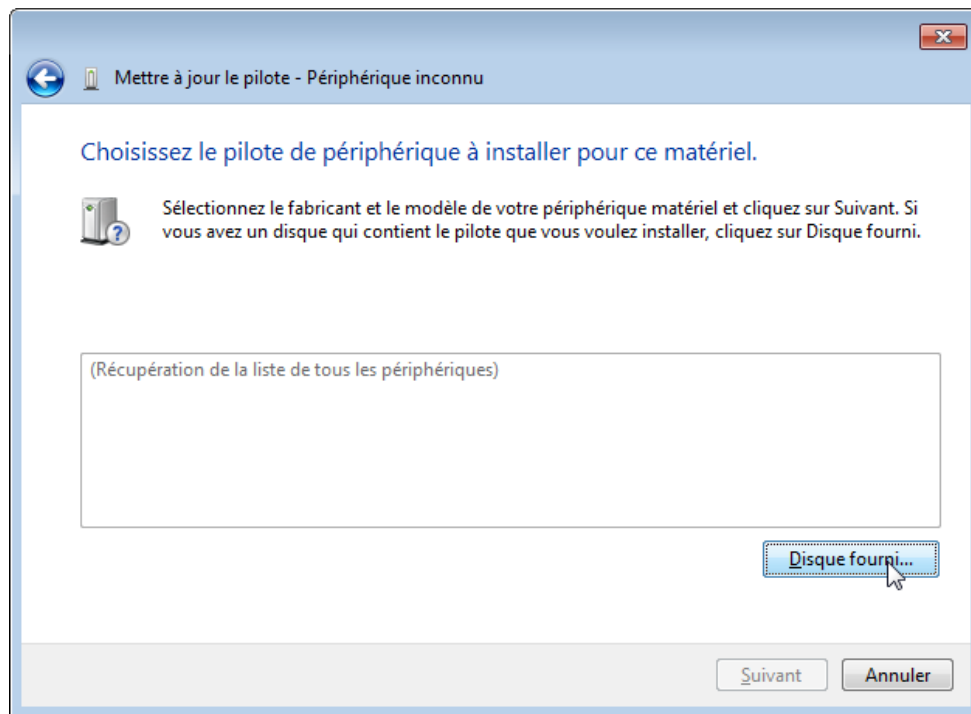 Mettre à jour le pilote - Périphérique inconnu
Choisissez le pilote de périphérique à installer pour ce matériel.
Sélectionnez le fabricant et le modèle de votre périphérique matériel et cliquez sur Suivant. Si
vous avez un disque qui contient le pilote que vous voulez installer, cliquez sur Disque fourni.
(Récupération de la liste de tous les périphériques)
Disque fourni...
Suivant
Annuler